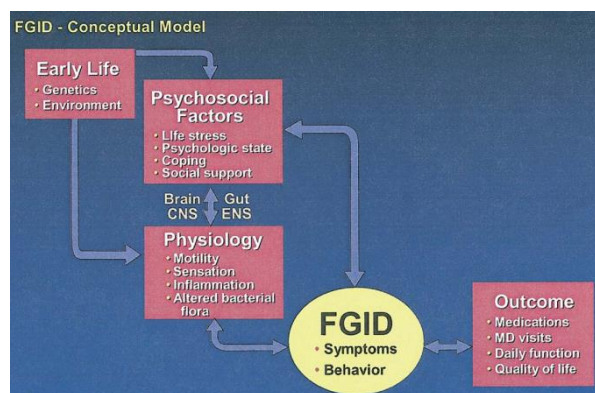 FGID - Conceptual Model
Early Life
• Genetics
• Environment
Psychosocial
Factors
• Life stress
• Psychologic state
• Coping
• Social support
Brain Gut
CNS ENS
Physiology
• Motility
• Sensation
• Inflammation
• Altered bacterial
flora
FGID
• Symptoms
• Behavior
Outcome
• Medications
• MD visits
• Daily function
• Quality of life